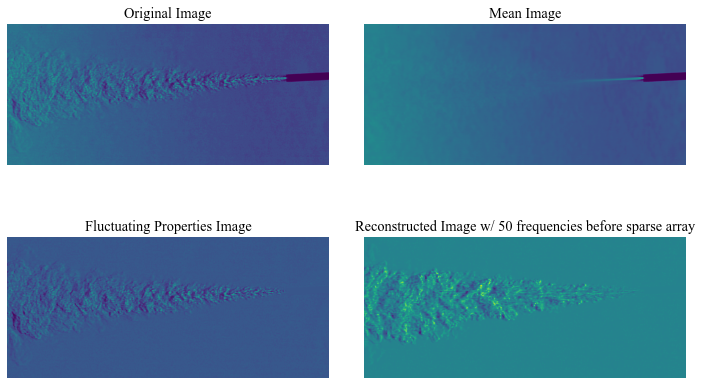 Original Image
Mean Image
Fluctuating Properties Image
Reconstructed Image w/ 50 frequencies before sparse array